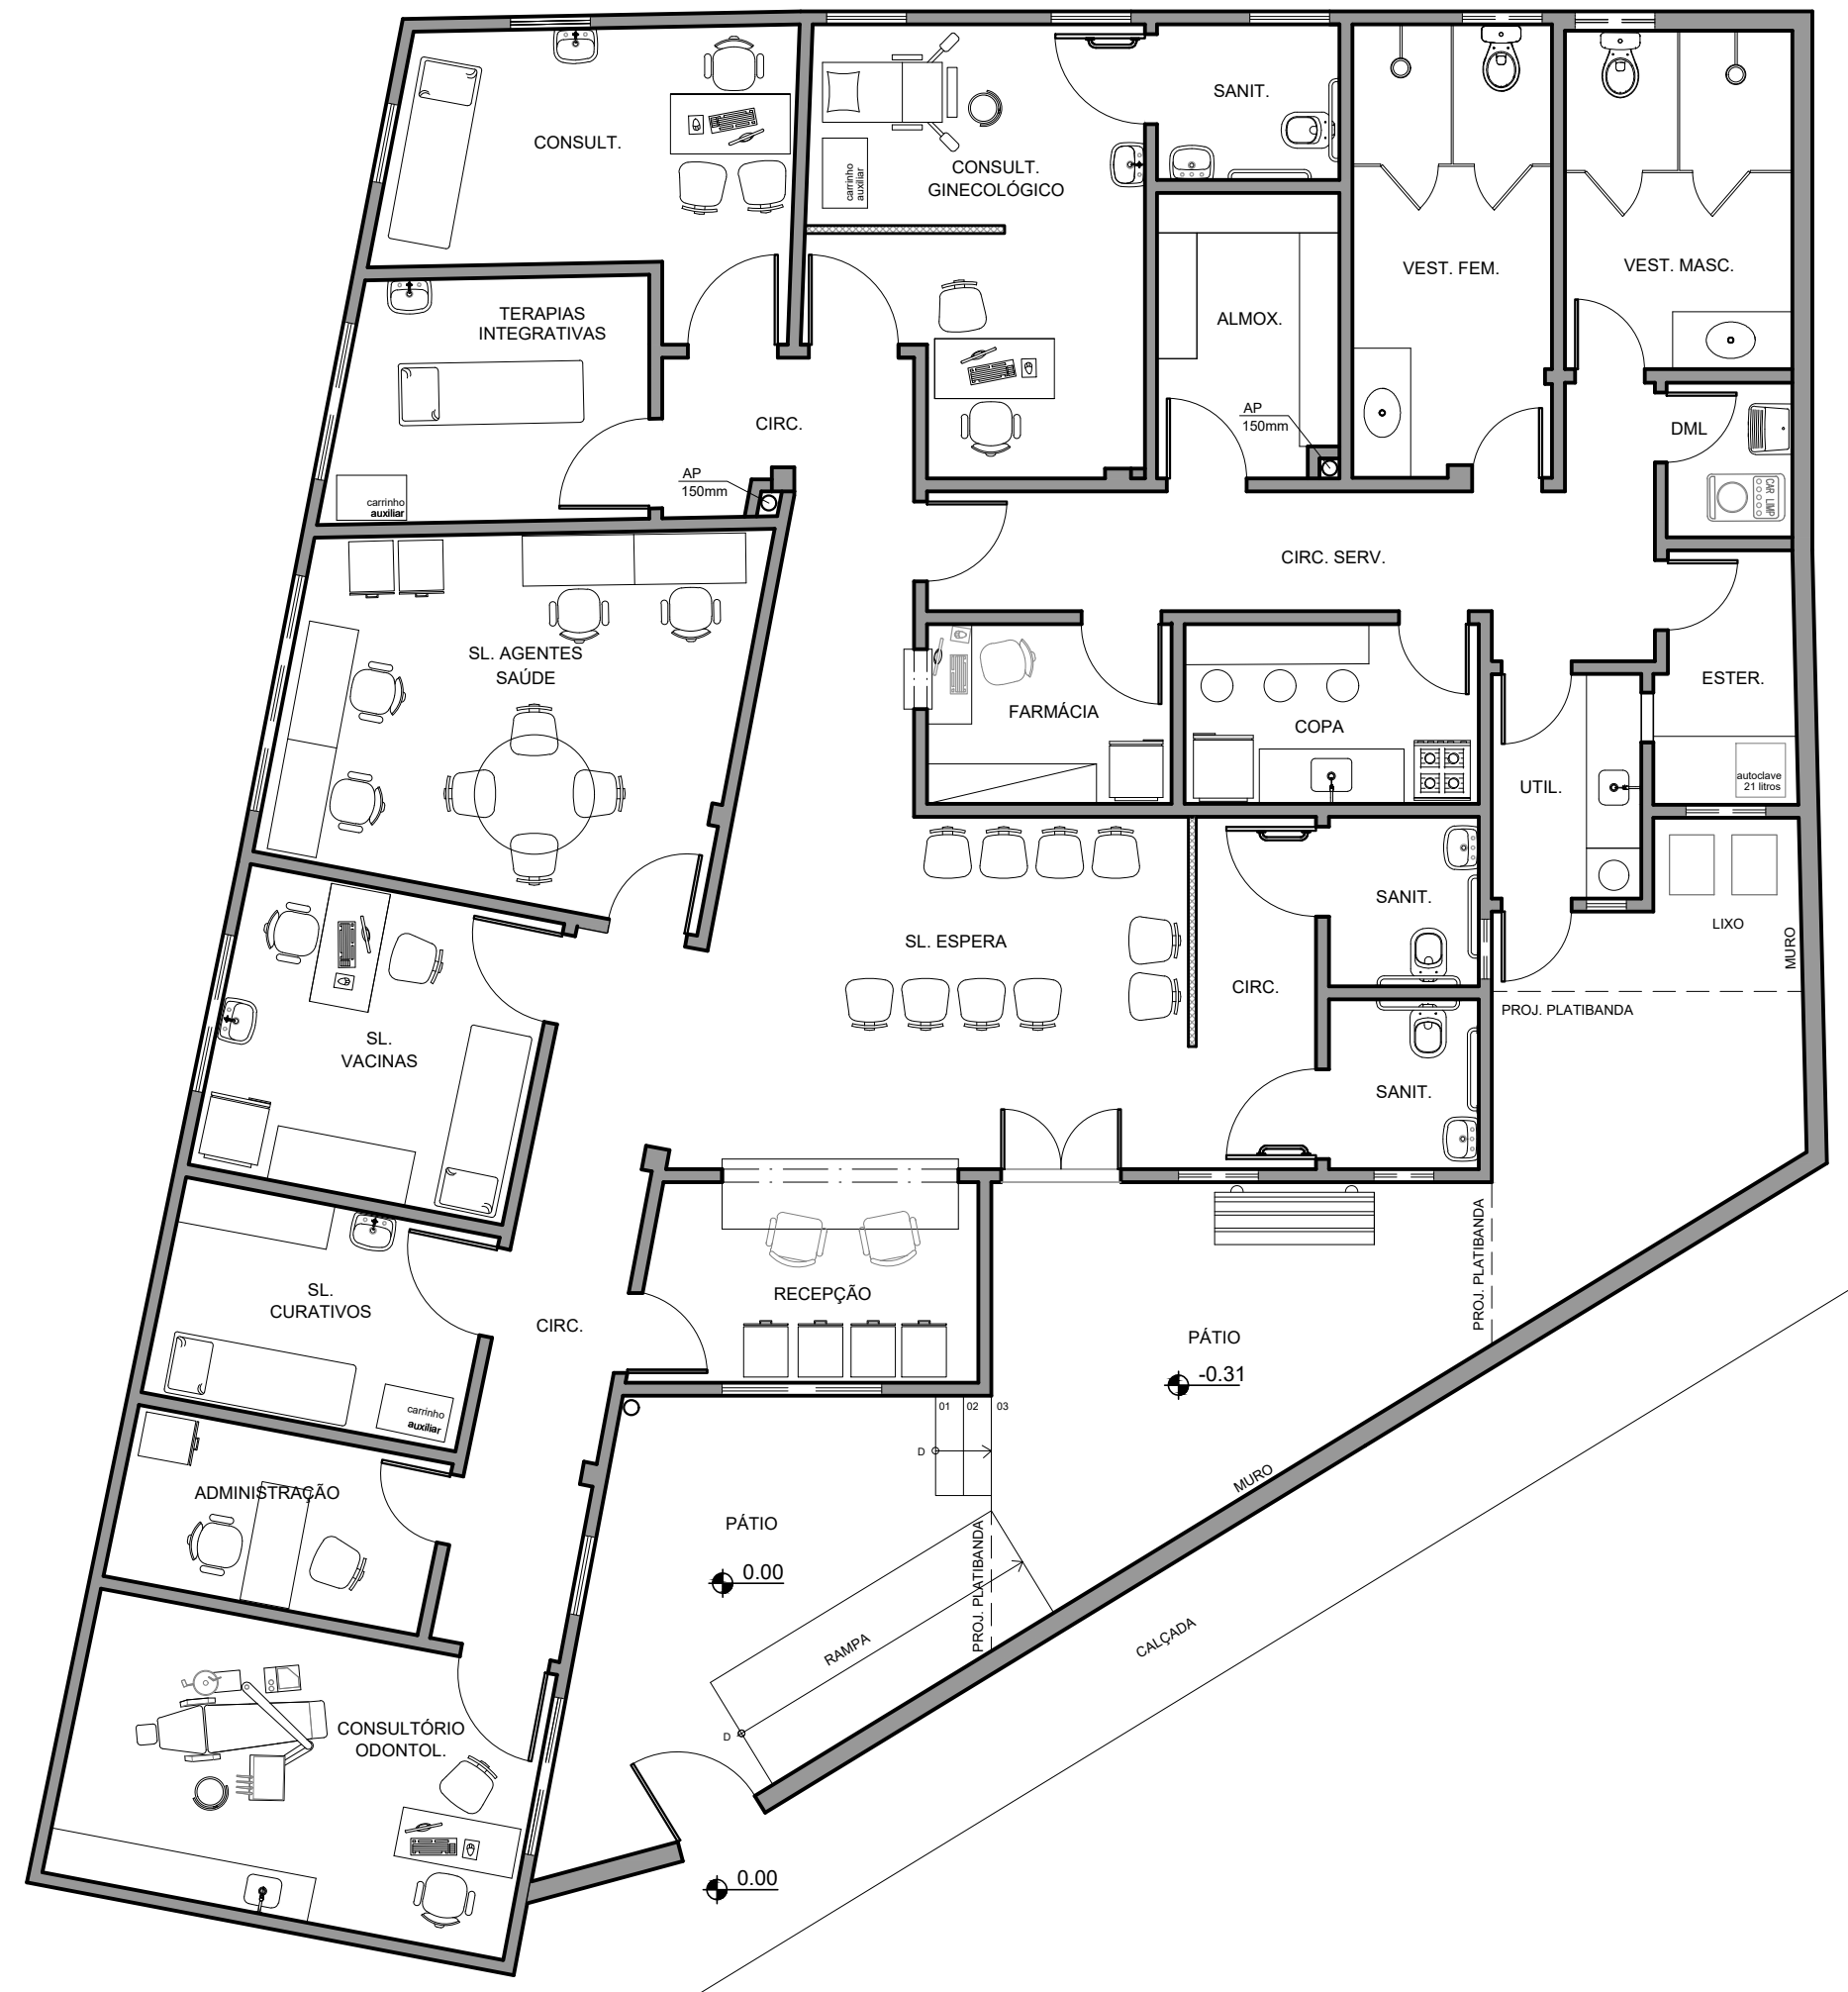 CONSULT.
CONSULT.
GINECOLÓGICO
carrinho
auxiliar
SANIT.
VEST. FEM.
VEST. MASC.
TERAPIAS
INTEGRATIVAS
carrinho
auxiliar
CIRC.
AP
150mm
ALMOX.
AP
150mm
DML
CAR LIMP
CIRC. SERV.
SL. AGENTES
SAÚDE
FARMÁCIA
COPA
ESTER.
autoclave
21 litros
UTIL.
SL. ESPERA
SANIT.
LIXO
MURO
CIRC.
PROJ. PLATIBANDA
SL.
VACINAS
SANIT.
SL.
CURATIVOS
carrinho
auxiliar
CIRC.
RECEPÇÃO
PROJ. PLATIBANDA
PÁTIO
-0.31
01
02
03
D
MURO
ADMINISTRAÇÃO
PÁTIO
0.00
PROJ. PLATIBANDA
RAMPA
D
CALÇADA
CONSULTÓRIO
ODONTOL.
0.00